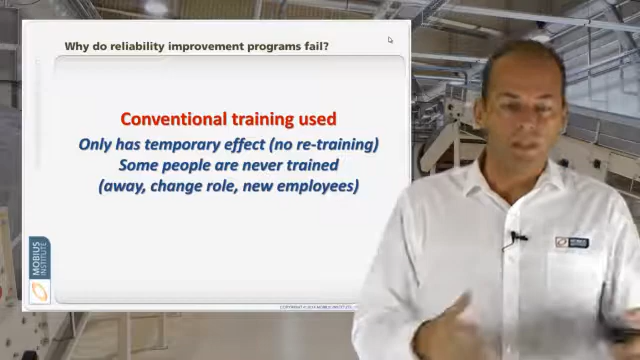 Why do reliability improvement programs fail?
Conventional training used
Only has temporary effect (no re-training)
Some people are never trained
(away, change role, new employees)
MOBIUS
INSTITUTE